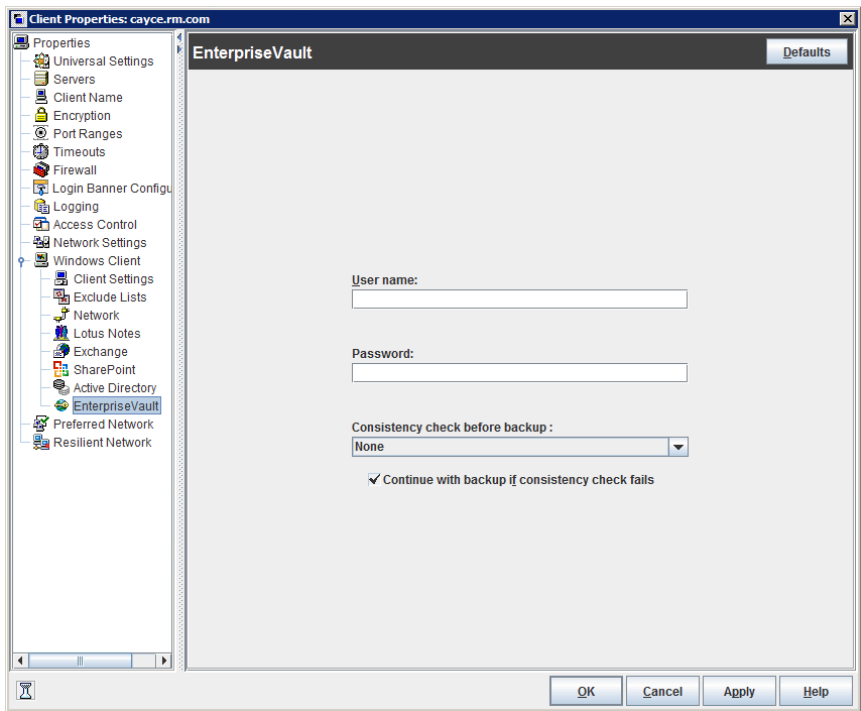 Client Properties: cayce.rm.com
Properties
Universal Settings
Servers
Client Name
Encryption
Port Ranges
Timeouts
Firewall
Login Banner Configu
Logging
Access Control
Network Settings
Windows Client
Client Settings
Exclude Lists
Network
Lotus Notes
Exchange
SharePoint
Active Directory
EnterpriseVault
Preferred Network
Resilient Network
EnterpriseVault
Defaults
User name:
Password:
Consistency check before backup :
None
Continue with backup if consistency check fails
OK
Cancel
Apply
Help